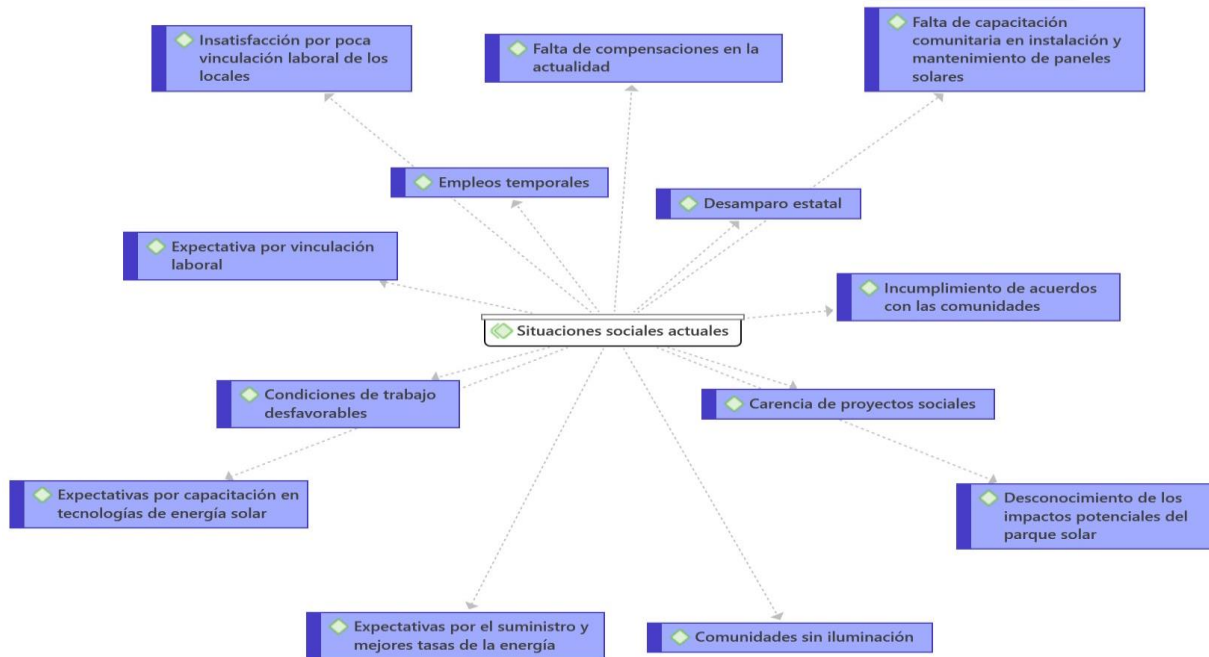 Insatisfacción por poca
vinculación laboral de los
locales
Falta de compensaciones en la
actualidad
Falta de capacitación
comunitaria en instalación y
mantenimiento de paneles
solares
Empleos temporales
Desamparo estatal
Expectativa por vinculación
laboral
Incumplimiento de acuerdos
con las comunidades
Situaciones sociales actuales
Condiciones de trabajo
desfavorables
Carencia de proyectos sociales
Expectativas por capacitación en
tecnologías de energía solar
Desconocimiento de los
impactos potenciales del
parque solar
Expectativas por el suministro y
mejores tasas de la energía
Comunidades sin iluminación